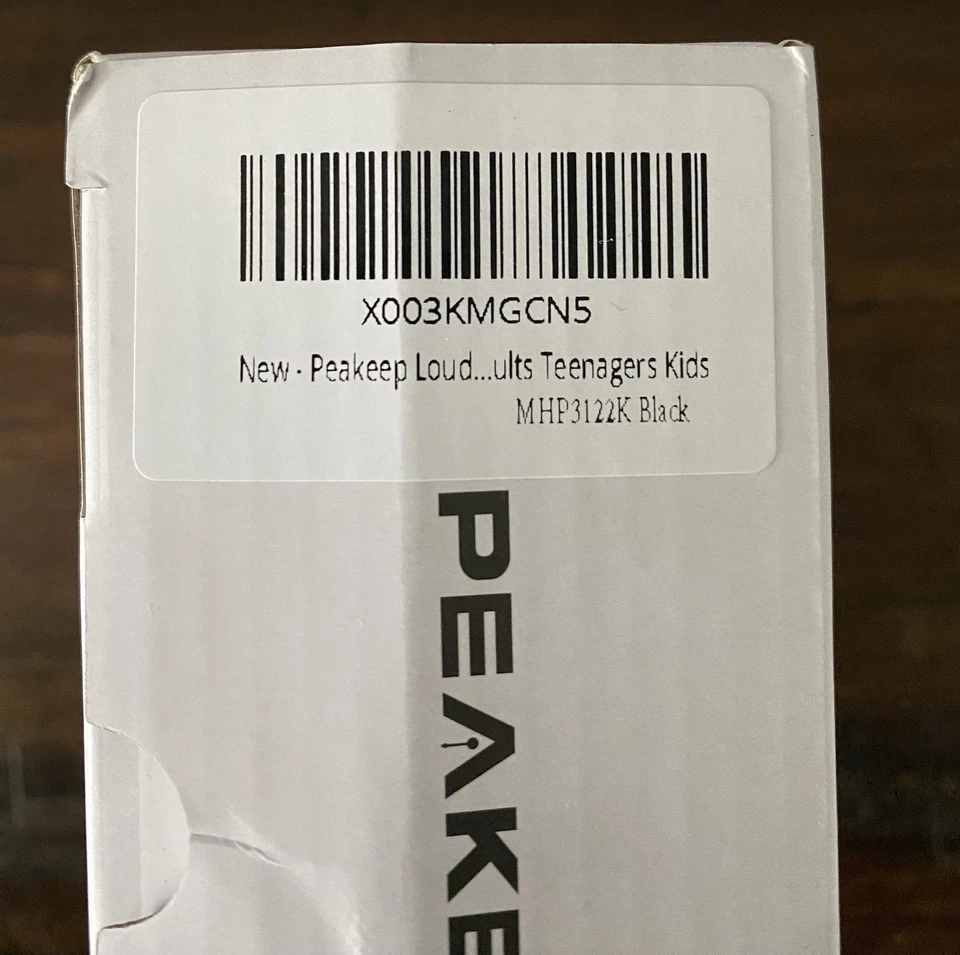 X003KMGCN5
New - Peakeep Loud...ults Teenagers Kids
MHP3122K Black
PEAKE